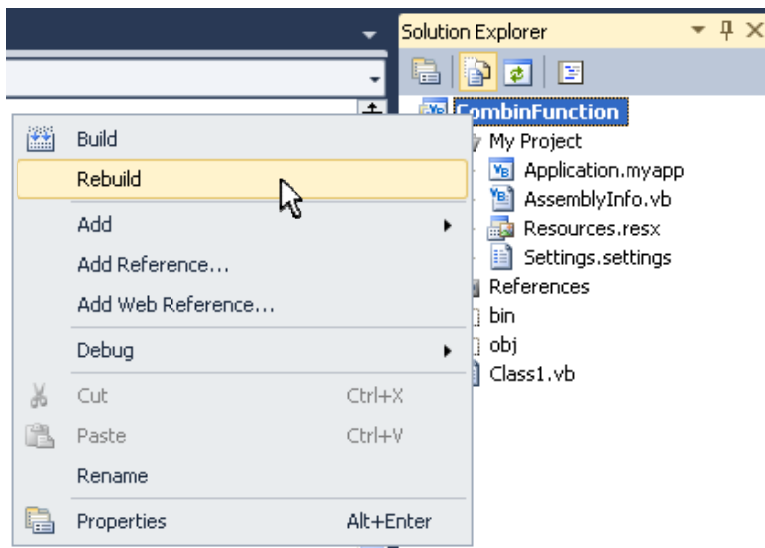 Solution Explorer
CombinFunction
My Project
Application.myapp
AssemblyInfo.vb
Resources.resx
Settings.settings
References
bin
obj
Class1.vb
Build
Rebuild
Add
Add Reference...
Add Web Reference...
Debug
Cut Ctrl+X
Paste Ctrl+V
Rename
Properties Alt+Enter